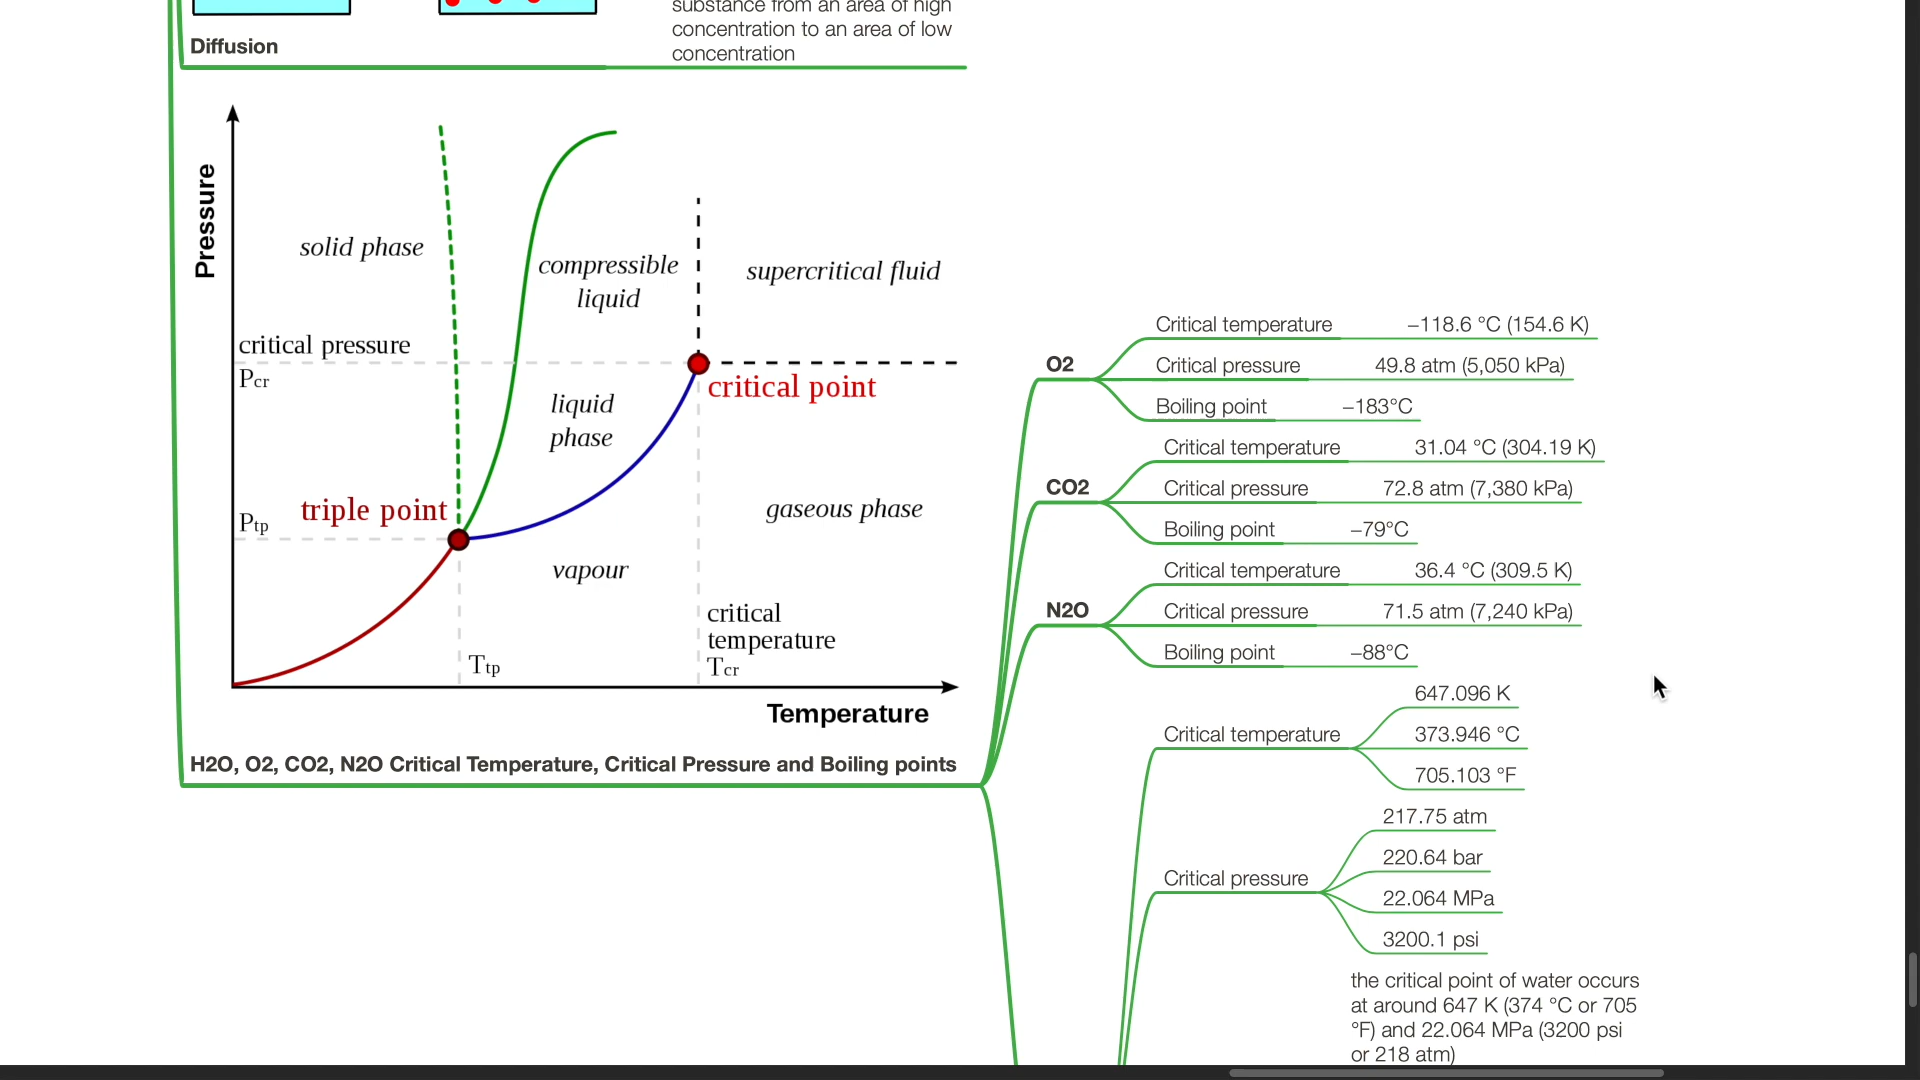 substance from an area of high
concentration to an area of low
concentration
Diffusion
Pressure
solid phase
compressible
liquid
supercritical fluid
critical pressure
Pcr
critical point
liquid
phase
triple point
Ptp
gaseous phase
vapour
critical
temperature
Tcr
Ttp
Temperature
H2O, O2, CO2, N2O Critical Temperature, Critical Pressure and Boiling points
O2
Critical temperature –118.6 °C (154.6 K)
Critical pressure 49.8 atm (5,050 kPa)
Boiling point –183°C
CO2
Critical temperature 31.04 °C (304.19 K)
Critical pressure 72.8 atm (7,380 kPa)
Boiling point –79°C
N2O
Critical temperature 36.4 °C (309.5 K)
Critical pressure 71.5 atm (7,240 kPa)
Boiling point –88°C
Critical temperature
647.096 K
373.946 °C
705.103 °F
Critical pressure
217.75 atm
220.64 bar
22.064 MPa
3200.1 psi
the critical point of water occurs
at around 647 K (374 °C or 705
°F) and 22.064 MPa (3200 psi
or 218 atm)